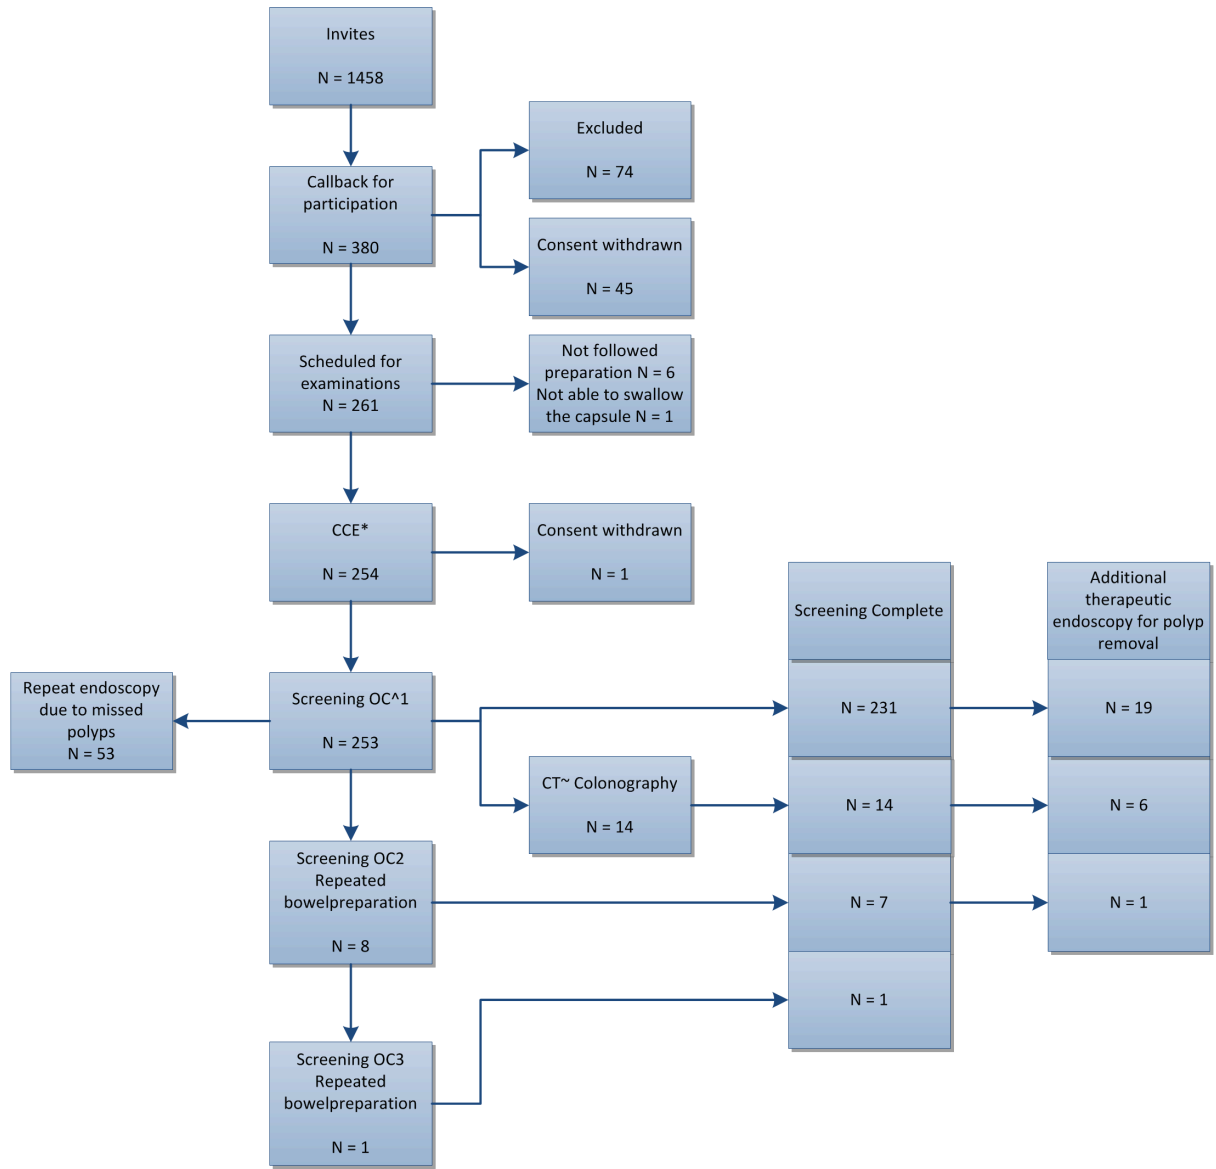 Invites
N = 1458
Excluded
N = 74
Callback for
participation
N = 380
Consent withdrawn
N = 45
Scheduled for
examinations
N = 261
Not followed
preparation N = 6
Not able to swallow
the capsule N = 1
CCE*
N = 254
Consent withdrawn
N = 1
Screening Complete
Additional
therapeutic
endoscopy for polyp
removal
Repeat endoscopy
due to missed
polyps
N = 53
Screening OC^1
N = 253
N = 231
N = 19
CT~ Colonography
N = 14
N = 14
N = 6
Screening OC2
Repeated
bowelpreparation
N = 8
N = 7
N = 1
N = 1
Screening OC3
Repeated
bowelpreparation
N = 1